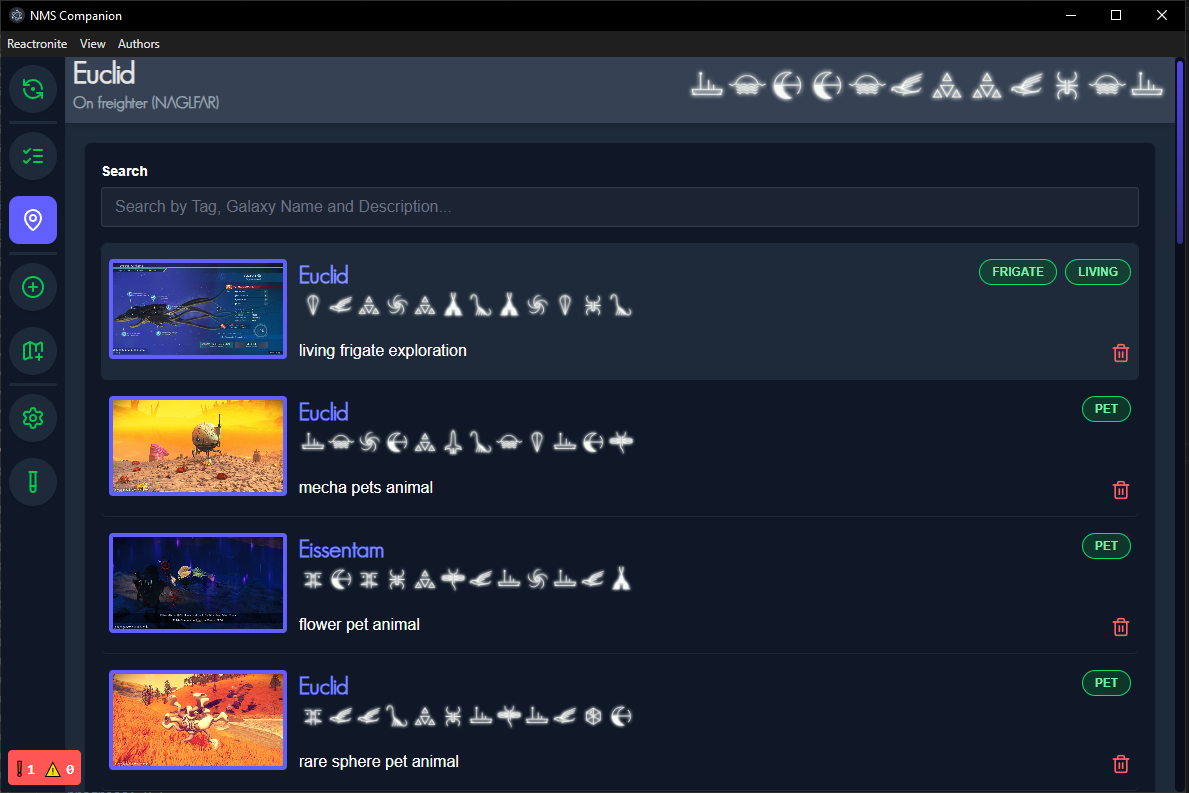 NMS Companion
Reactronite View Authors
Euclid
On freighter (NAGLFAR)
Search
Search by Tag, Galaxy Name and Description...
Euclid
FRIGATE LIVING
living frigate exploration
Euclid
PET
mecha pets animal
Eissentam
PET
flower pet animal
Euclid
PET
rare sphere pet animal
1 0